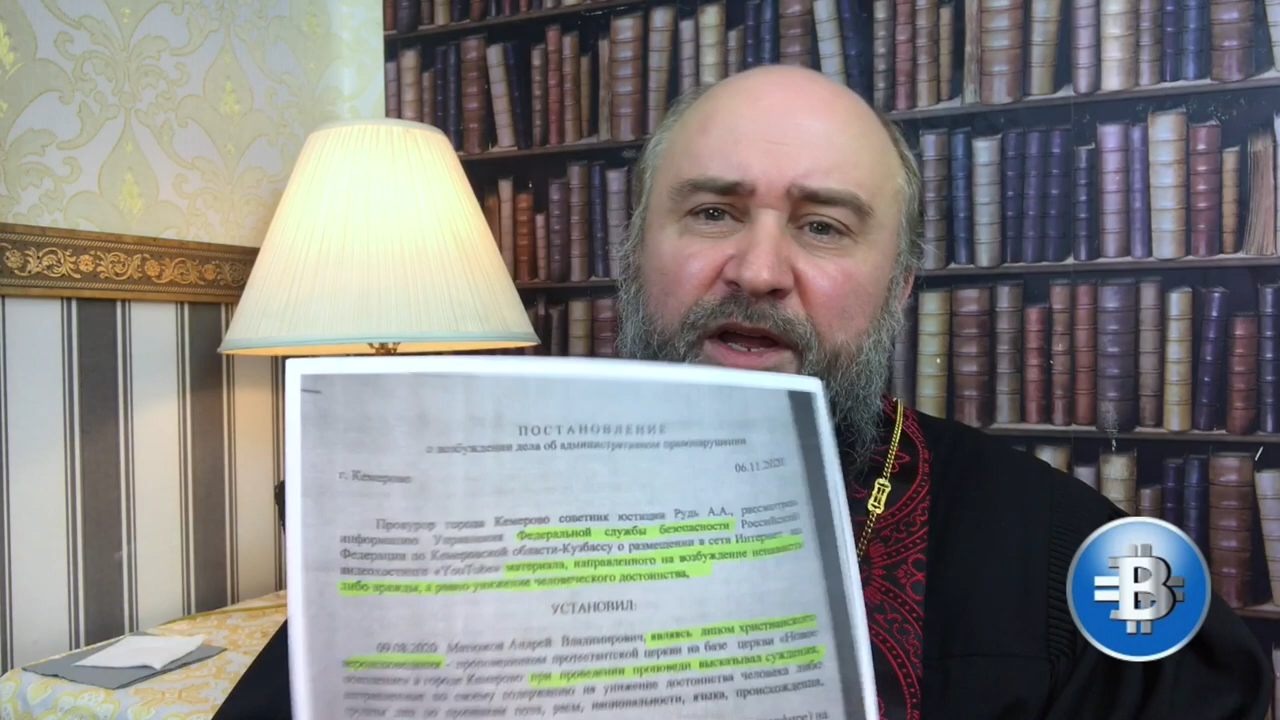 ПОСТАНОВЛЕНИЕ
о возбуждении дела об административном правонарушении
г. Кемерово
06.11.2020
Прокурор города Кемерово советник юстиции Рудь А.А., рассмотрев
информацию Управления Федеральной службы безопасности Российской
Федерации по Кемеровской области-Кузбассу о размещении в сети Интернет на
видеохостинге «YouTube» материала, направленного на возбуждение ненависти
либо вражды, а равно унижение человеческого достоинства,
УСТАНОВИЛ:
09.08.2020 Матюжов Андрей Владимирович, являясь лицом христианского
- проповедником протестантской церкви на базе церкви «Новое
поколение» в городе Кемерово при проведении проповеди высказывал суждения,
направленные по своему содержанию на унижение достоинства человека либо
группы лиц по признакам пола, расы, национальности, языка, происхождения,
B